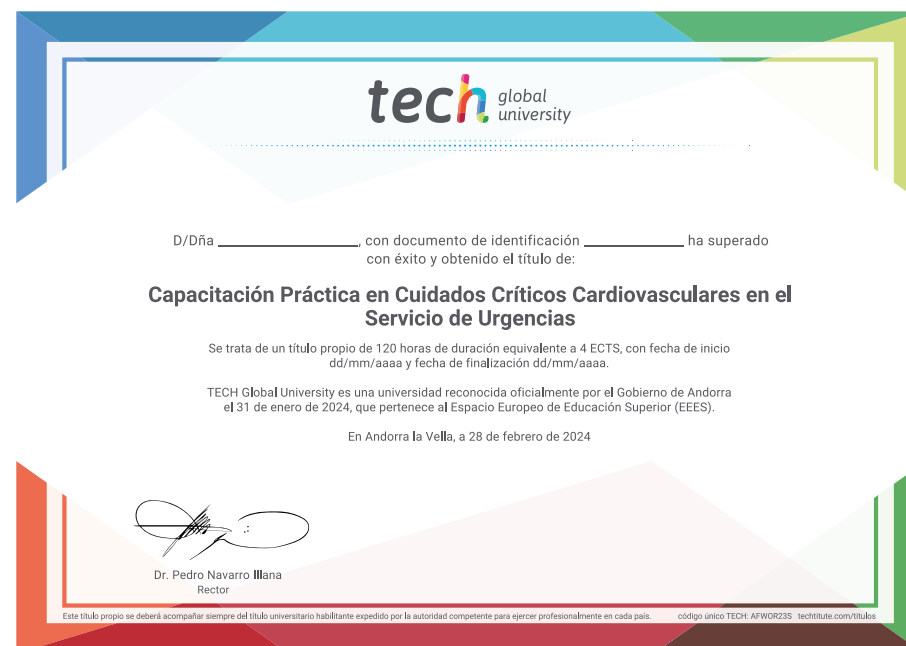 tech global university
D/Dña ____________________, con documento de identificación ______________ ha superado
con éxito y obtenido el título de:
Capacitación Práctica en Cuidados Críticos Cardiovasculares en el
Servicio de Urgencias
Se trata de un título propio de 120 horas de duración equivalente a 4 ECTS, con fecha de inicio
dd/mm/aaaa y fecha de finalización dd/mm/aaaa.
TECH Global University es una universidad reconocida oficialmente por el Gobierno de Andorra
el 31 de enero de 2024, que pertenece al Espacio Europeo de Educación Superior (EEES).
En Andorra la Vella, a 28 de febrero de 2024
Dr. Pedro Navarro Illana
Rector
Este título propio se deberá acompañar siempre del título universitario habilitante expedido por la autoridad competente para ejercer profesionalmente en cada país. código único TECH: AFWOR23S techtitute.com/titulos